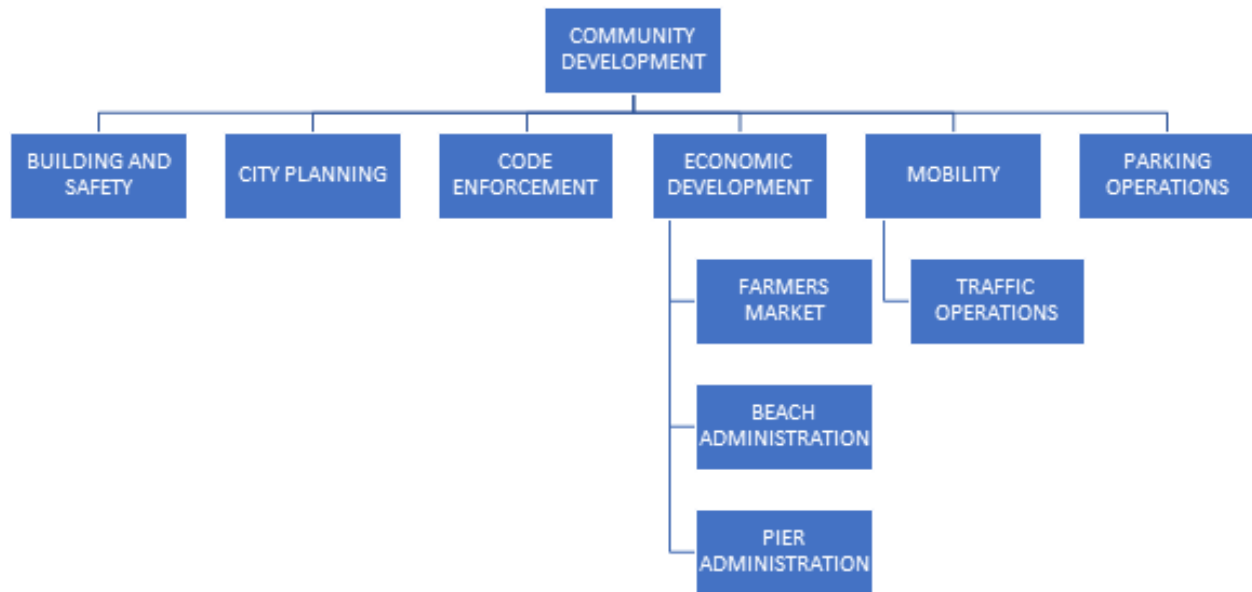 COMMUNITY
DEVELOPMENT
BUILDING AND
SAFETY
CITY PLANNING
CODE
ENFORCEMENT
ECONOMIC
DEVELOPMENT
MOBILITY
PARKING
OPERATIONS
FARMERS
MARKET
TRAFFIC
OPERATIONS
BEACH
ADMINISTRATION
PIER
ADMINISTRATION